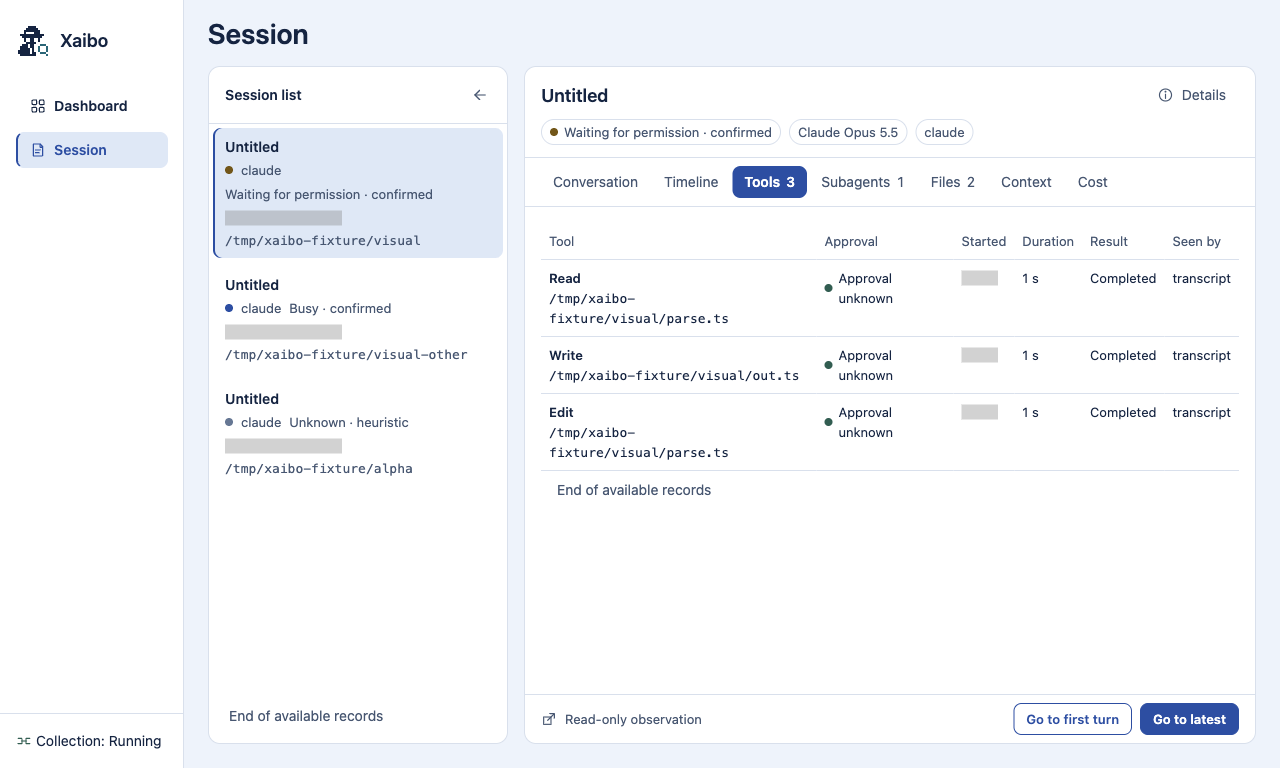 Xaibo
Dashboard
Session
Collection: Running
Session
Session list
Untitled
claude
Waiting for permission · confirmed
/tmp/xaibo-fixture/visual
Untitled
claude Busy · confirmed
/tmp/xaibo-fixture/visual-other
Untitled
claude Unknown · heuristic
/tmp/xaibo-fixture/alpha
End of available records
Untitled
Details
Waiting for permission · confirmed Claude Opus 5.5 claude
Conversation Timeline Tools 3 Subagents 1 Files 2 Context Cost
Tool Approval Started Duration Result Seen by
Read
/tmp/xaibo-
fixture/visual/parse.ts
Approval
unknown
1 s Completed transcript
Write
/tmp/xaibo-fixture/visual/out.ts
Approval
unknown
1 s Completed transcript
Edit
/tmp/xaibo-
fixture/visual/parse.ts
Approval
unknown
1 s Completed transcript
End of available records
Read-only observation
Go to first turn
Go to latest